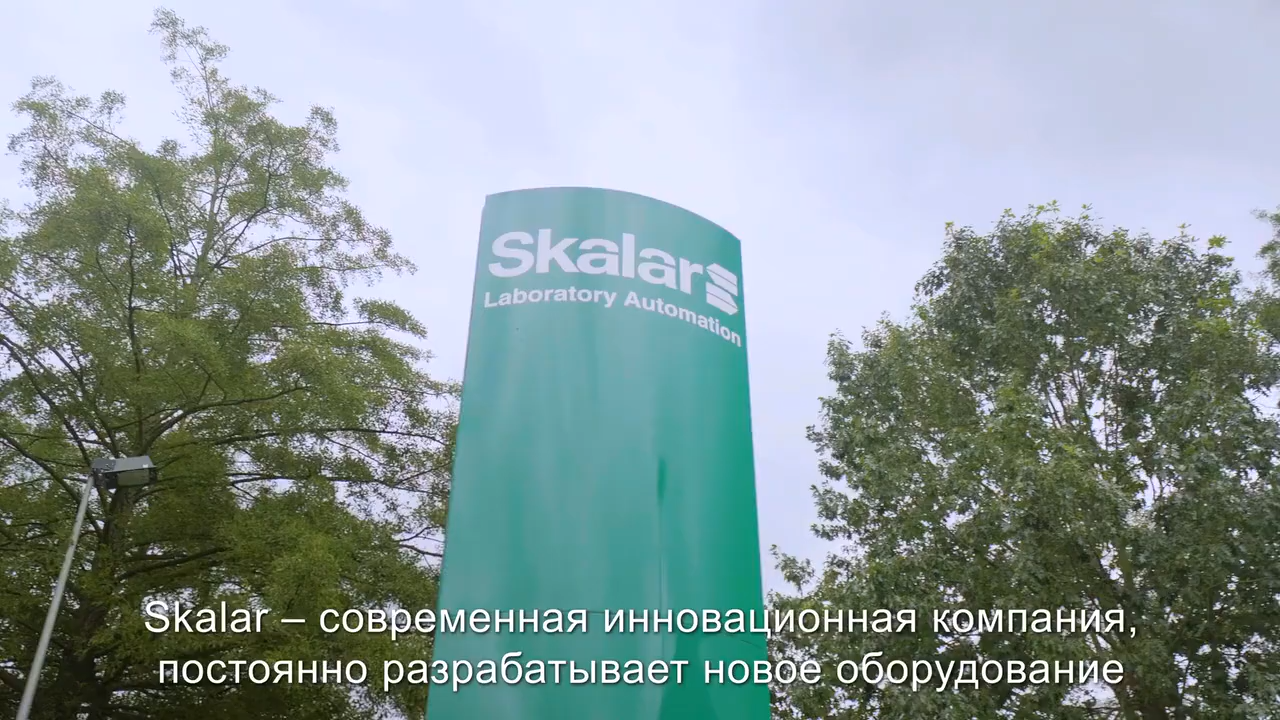 Skalar
Laboratory Automation
Skalar – современная инновационная компания,
постоянно разрабатывает новое оборудование